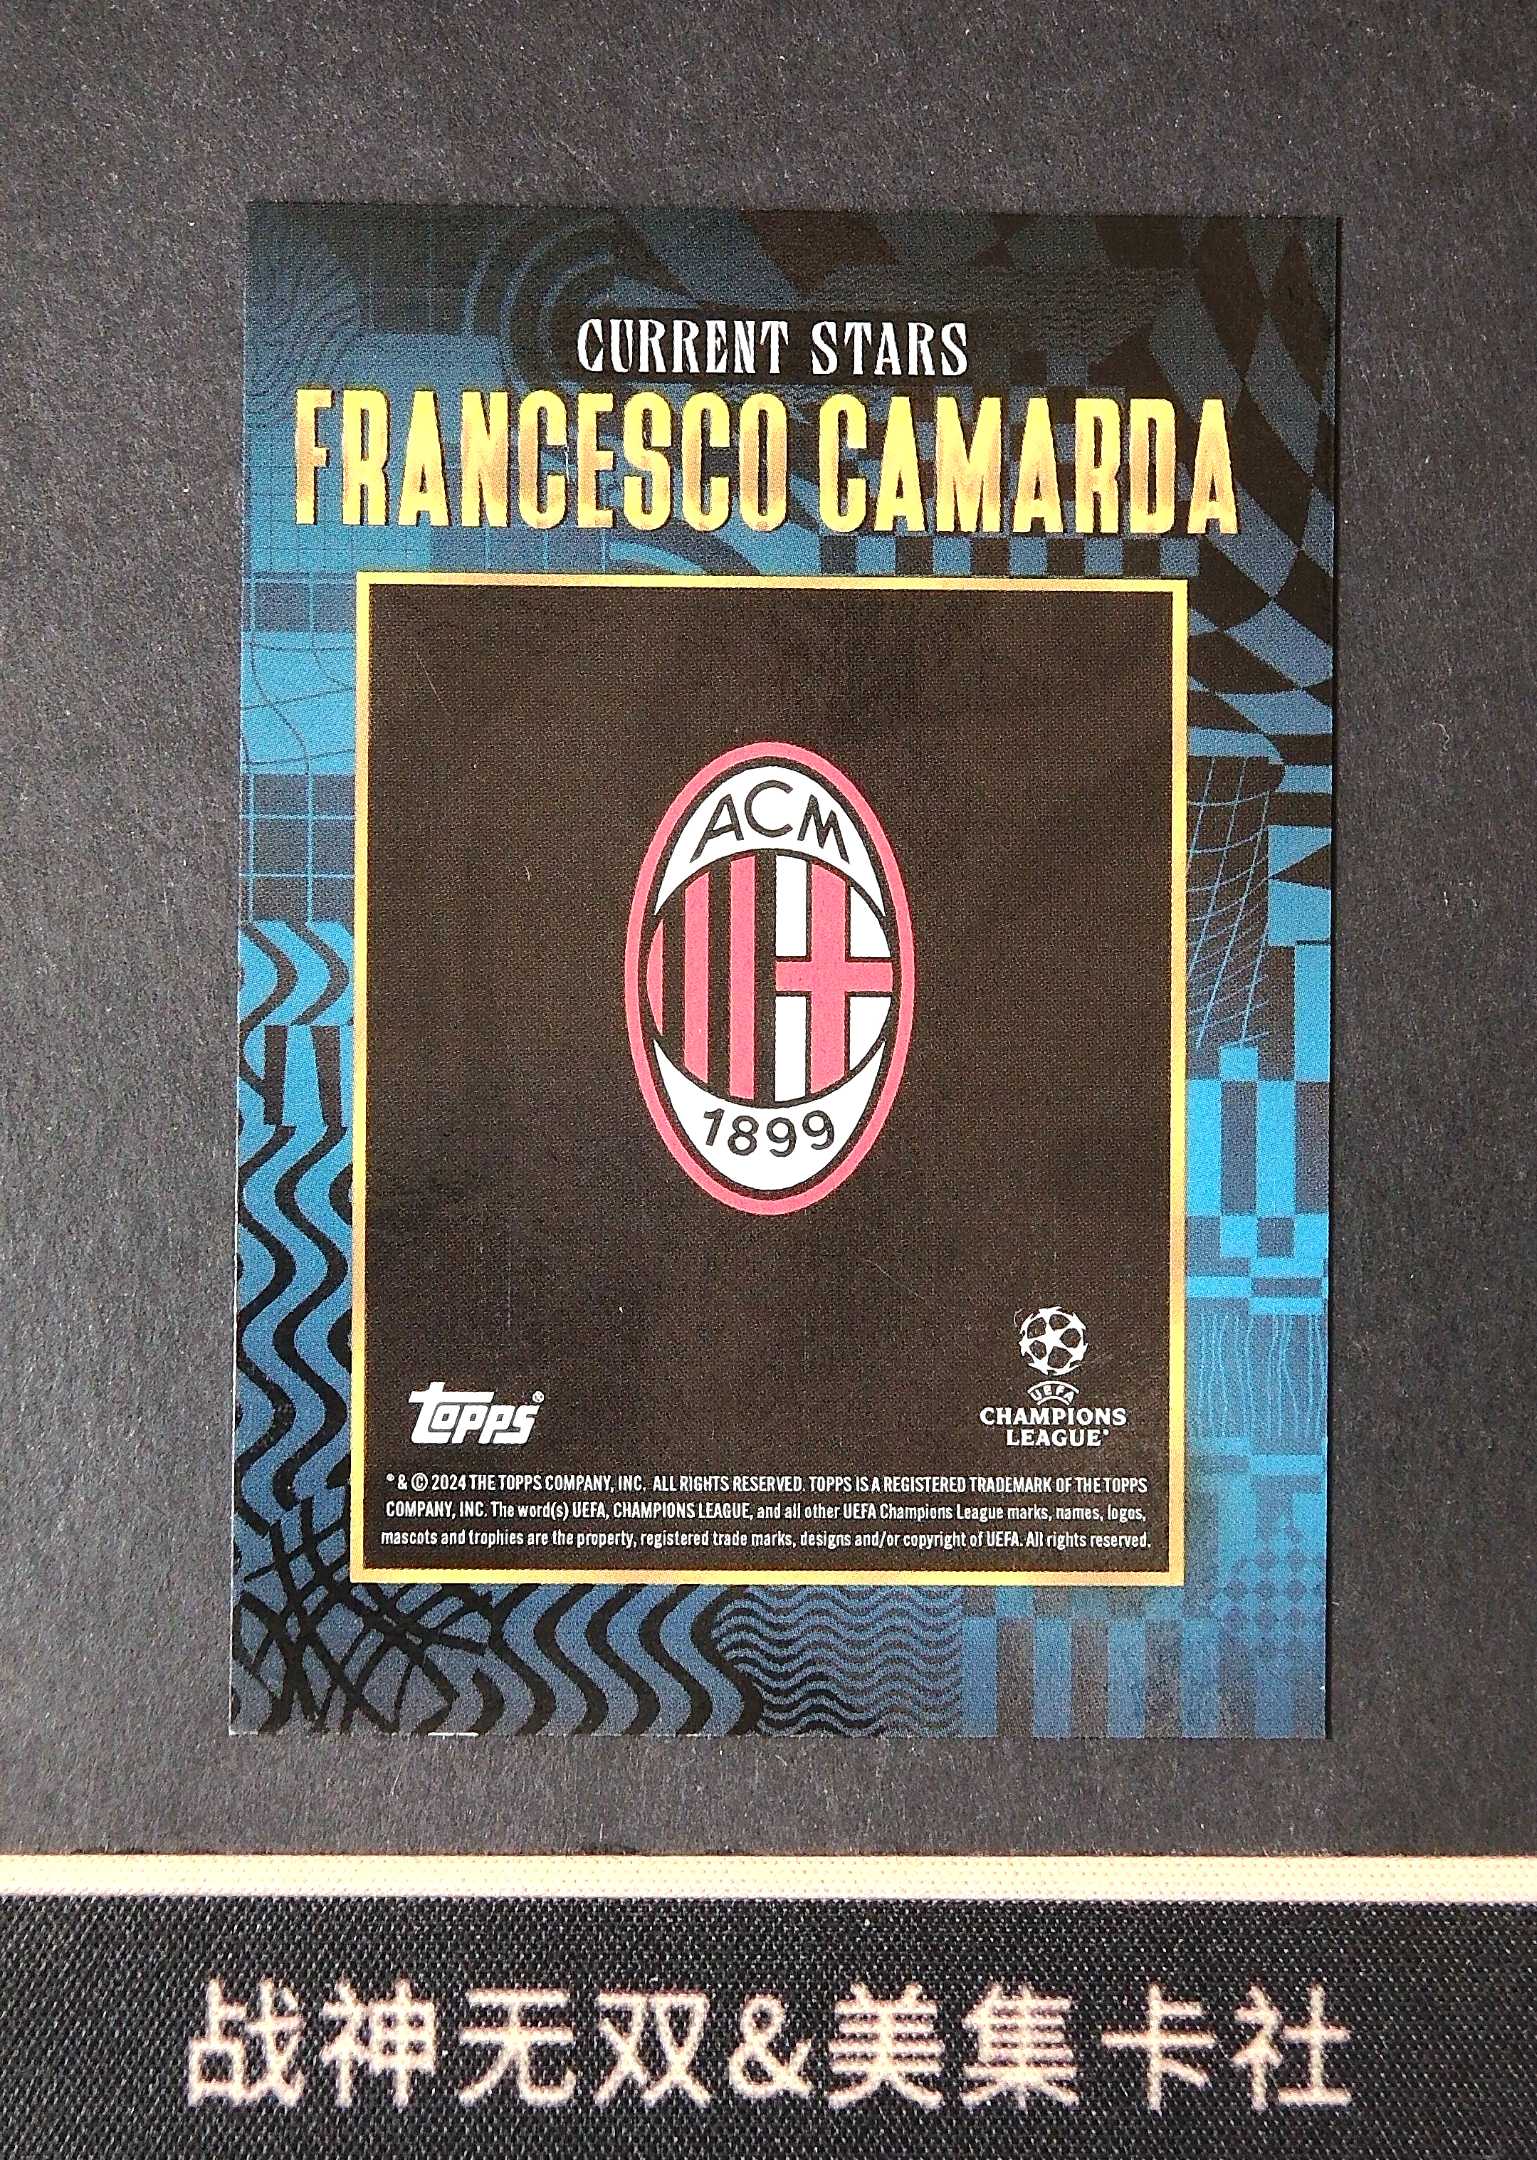 CURRENT STARS
FRANCESCO CAMARDA
ACM
1899
topps®
UEFA
CHAMPIONS
LEAGUE®
® & © 2024 THE TOPPS COMPANY, INC. ALL RIGHTS RESERVED. TOPPS IS A REGISTERED TRADEMARK OF THE TOPPS
COMPANY, INC. The word(s) UEFA, CHAMPIONS LEAGUE, and all other UEFA Champions League marks, names, logos,
mascots and trophies are the property, registered trade marks, designs and/or copyright of UEFA. All rights reserved.
战神无双&美集卡社